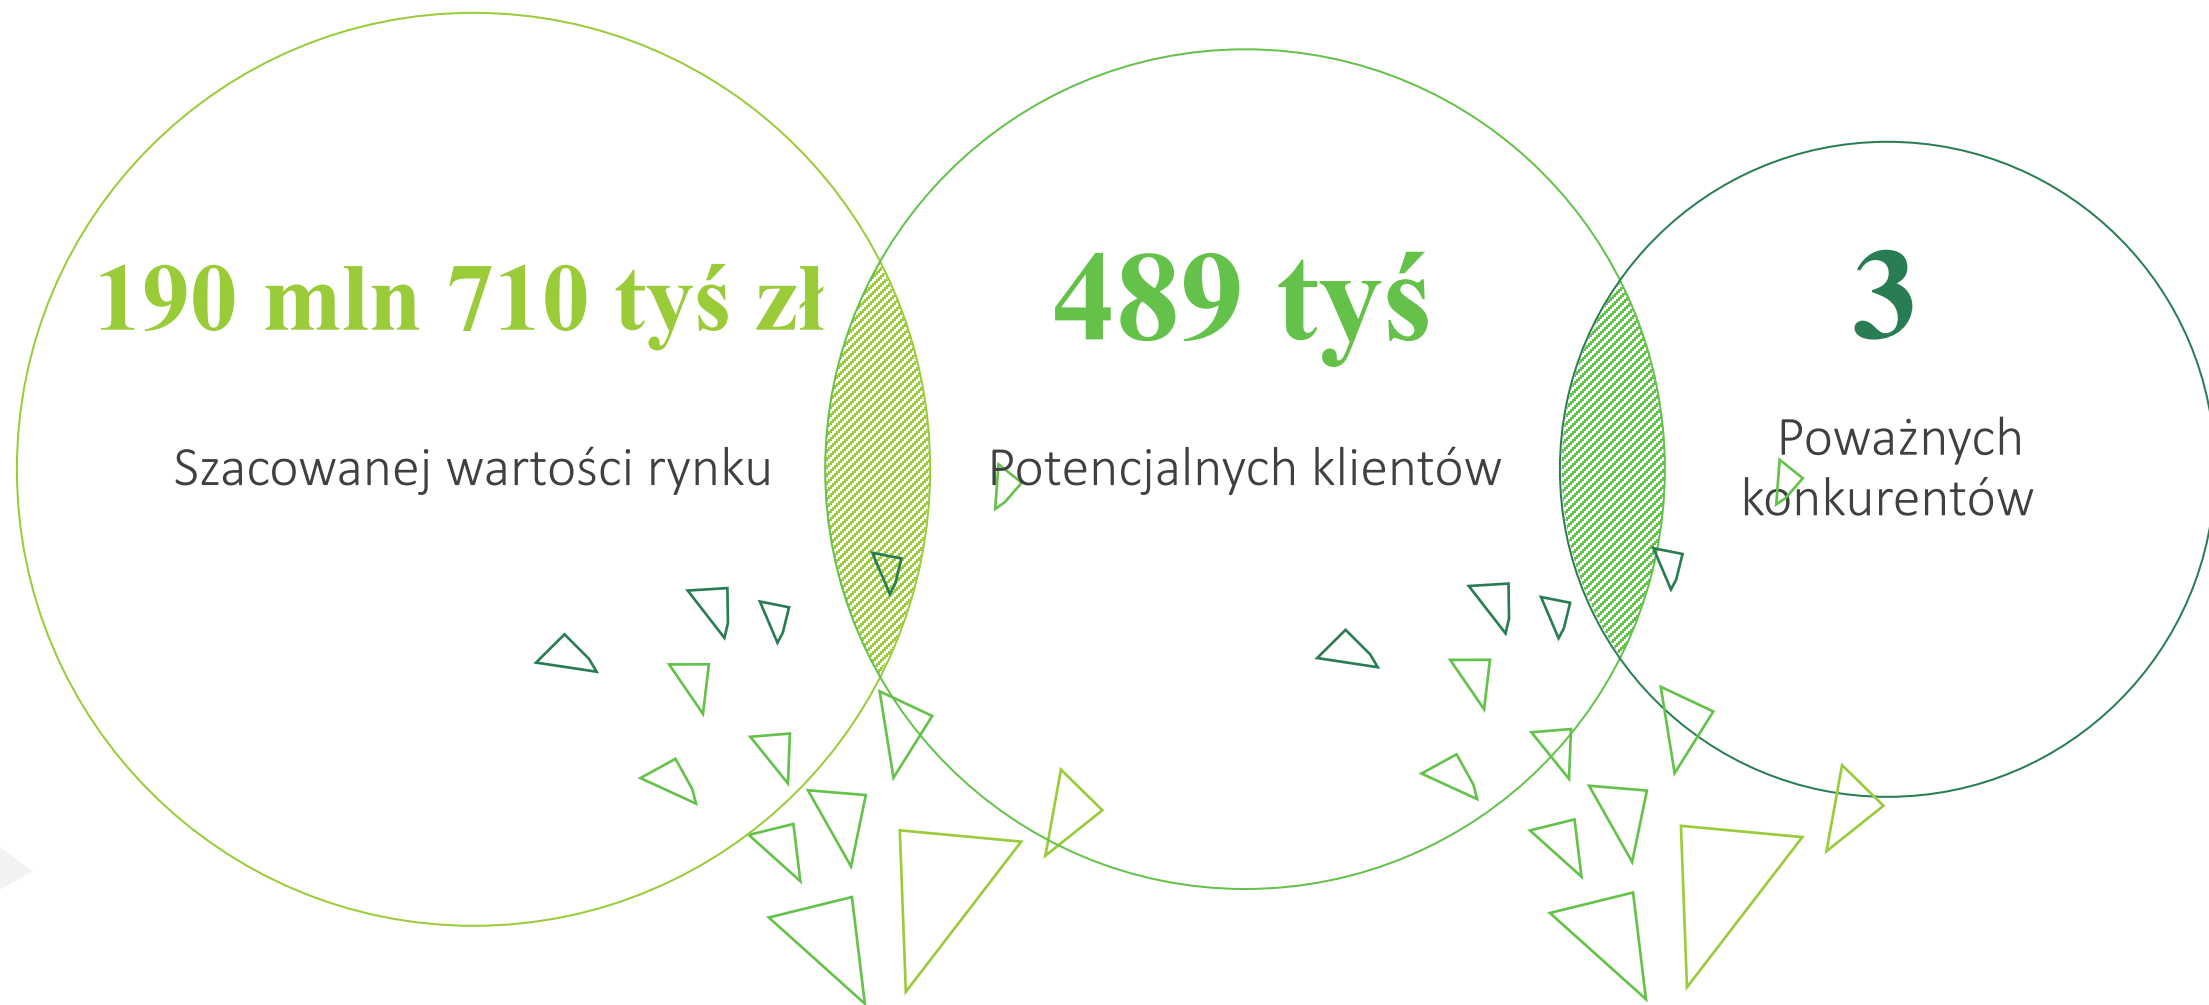 190 mln 710 tyś zł
Szacowanej wartości rynku
489 tyś
Potencjalnych klientów
3
Poważnych
konkurentów